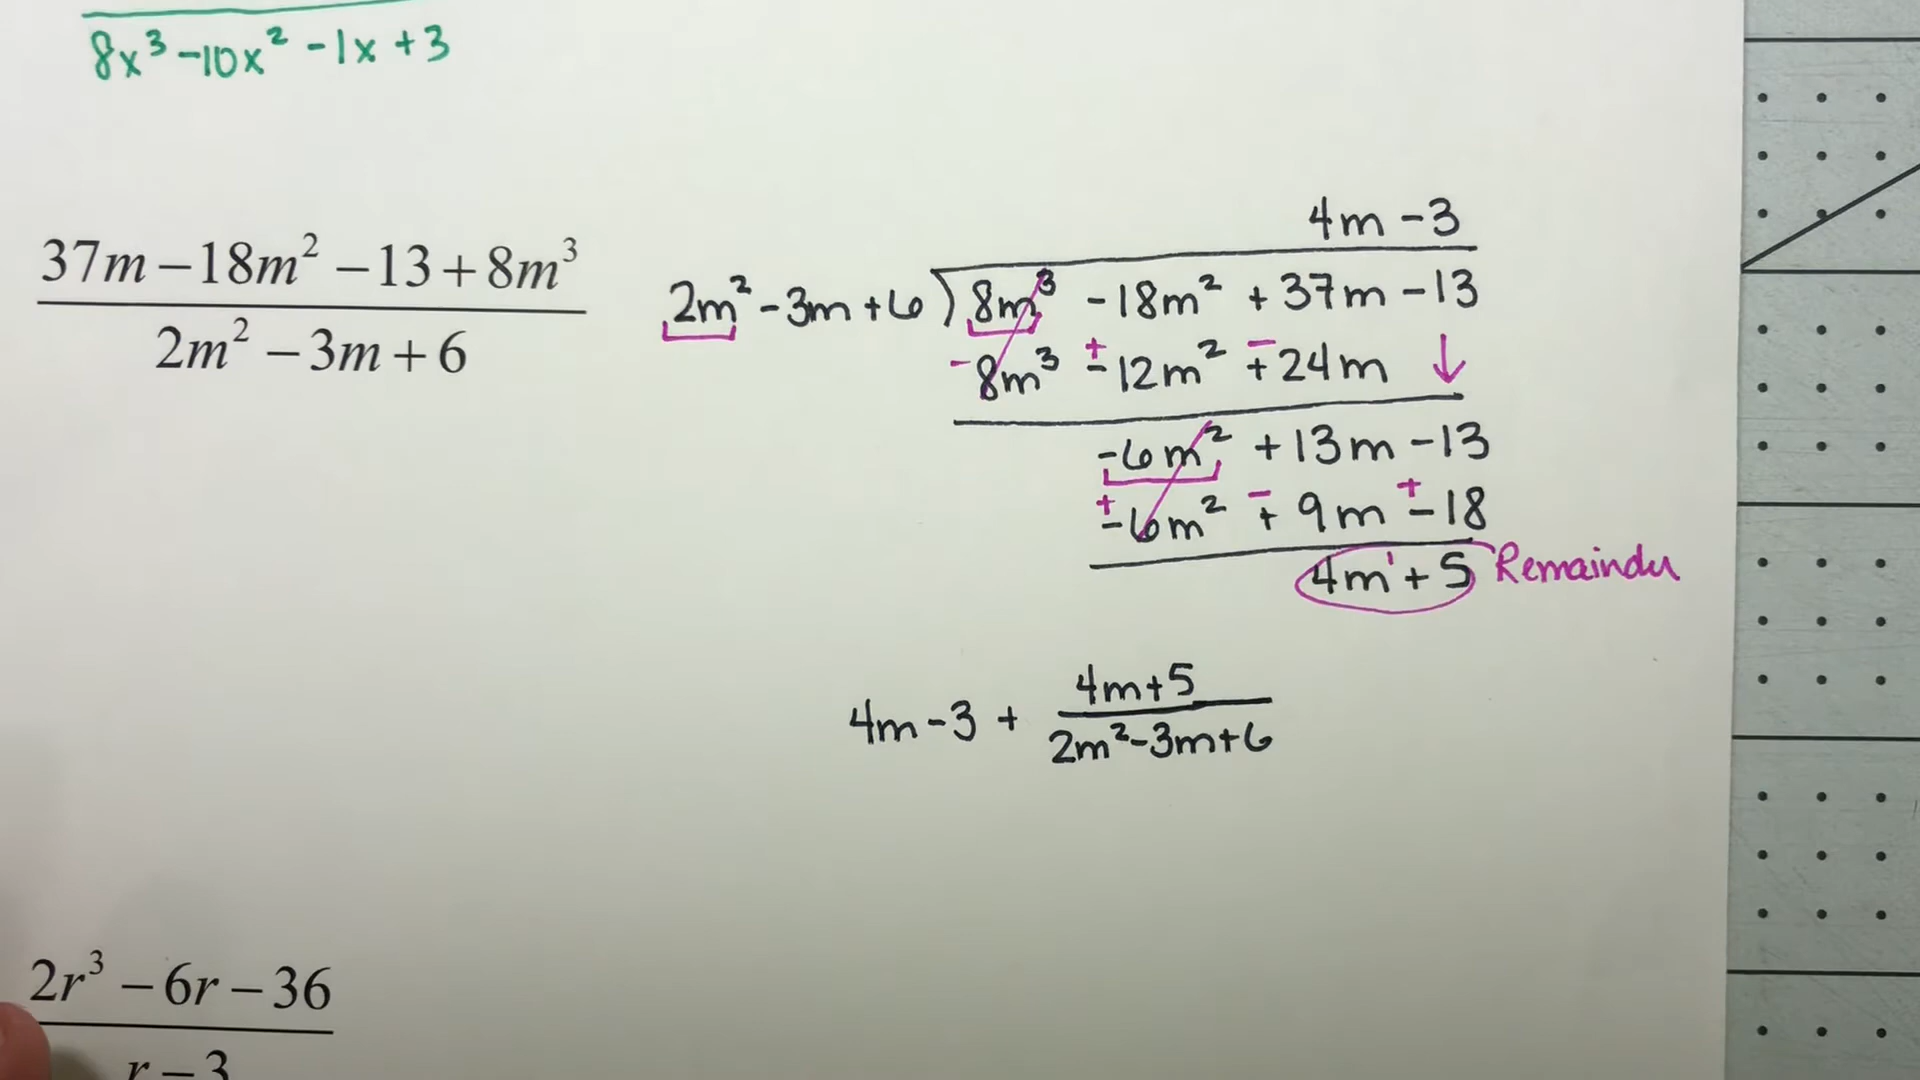 8x³ -10x² -1x +3
37m - 18m² - 13 + 8m³
2m² - 3m + 6
4m -3
2m² -3m +6 ) 8m³ -18m² +37m -13
- 8m³ + -12m² - +24m ↓
-6m² +13m -13
+ -6m² - + 9m + -18
4m' + 5 Remainder
4m -3 + 4m+5
2m²-3m+6
2r³ - 6r - 36
r - 3